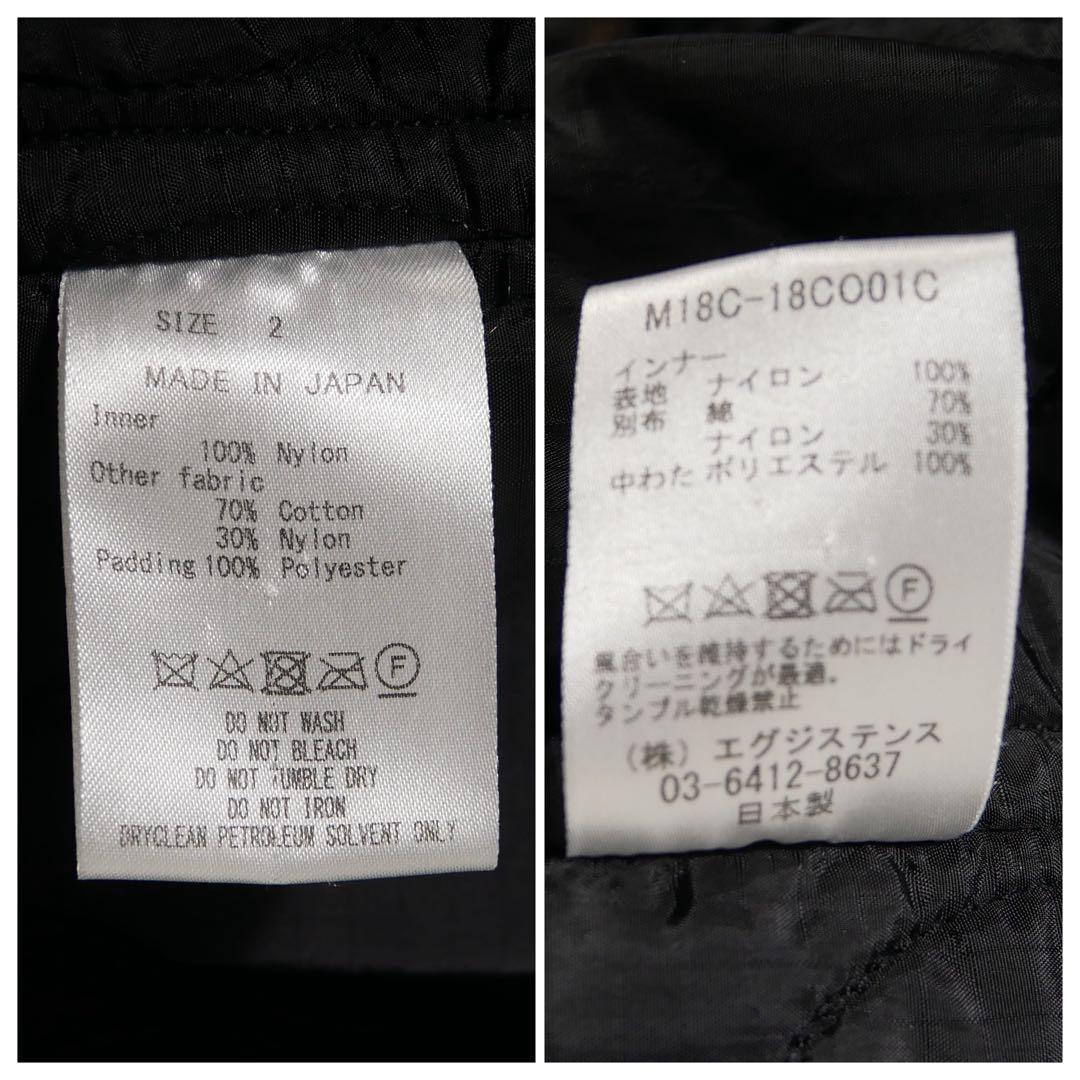 SIZE 2
MADE IN JAPAN
Inner
100% Nylon
Other fabric
70% Cotton
30% Nylon
Padding 100% Polyester
F
DO NOT WASH
DO NOT BLEACH
DO NOT TUMBLE DRY
DO NOT IRON
DRYCLEAN PETROLEUM SOLVENT ONLY
M18C-18CO01C
インナー
表地 ナイロン 100%
別布 綿 70%
ナイロン 30%
中わた ポリエステル 100%
F
風合いを維持するためにはドライ
クリーニングが最適。
タンブル乾燥禁止
(株) エグジステンス
03-6412-8637
日本製